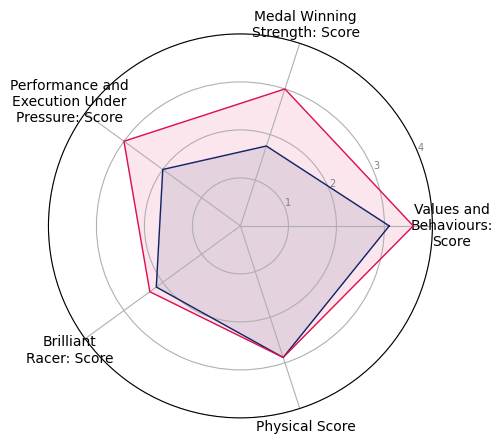 Medal Winning
Strength: Score
Performance and
Execution Under
Pressure: Score
4
3
2
1
Values and
Behaviours:
Score
Brilliant
Racer: Score
Physical Score